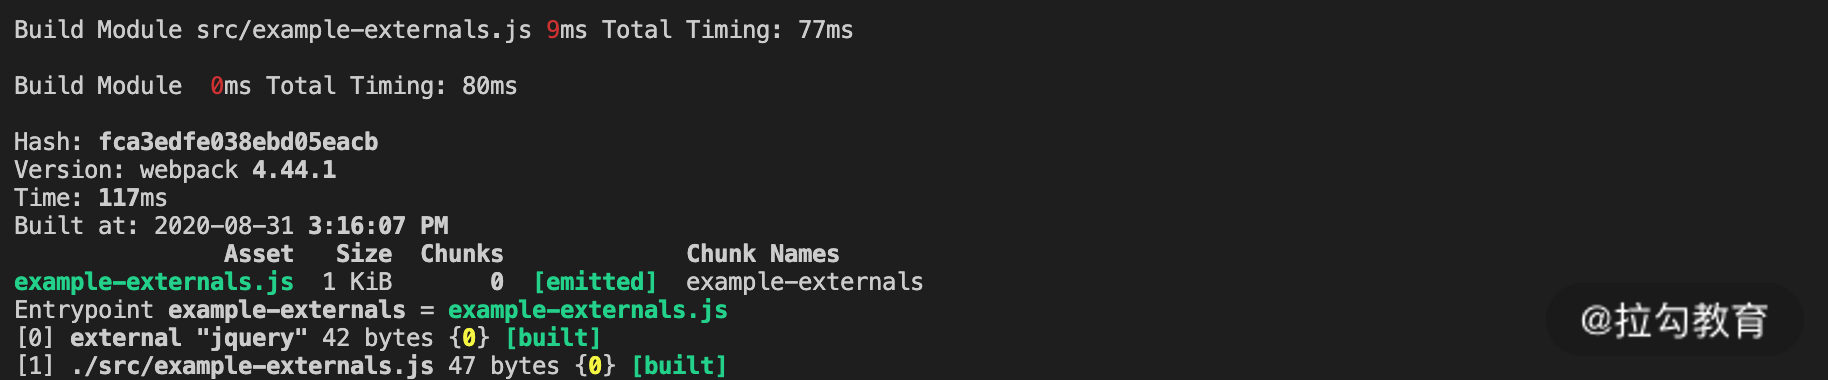 Build Module src/example-externals.js 9ms Total Timing: 77ms
Build Module  0ms Total Timing: 80ms
Hash: fca3edfe038ebd05eacb
Version: webpack 4.44.1
Time: 117ms
Built at: 2020-08-31 3:16:07 PM
Asset   Size  Chunks             Chunk Names
example-externals.js  1 KiB       0  [emitted]  example-externals
Entrypoint example-externals = example-externals.js
[0] external "jquery" 42 bytes {0} [built]
[1] ./src/example-externals.js 47 bytes {0} [built]
@拉勾教育